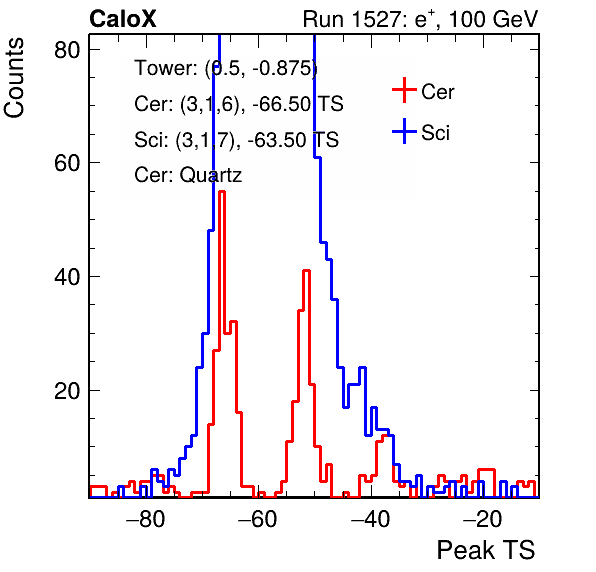 CaloX Run 1527: e⁺, 100 GeV
Counts
80
60
40
20
Tower: (0.5, -0.875)
Cer: (3,1,6), -66.50 TS
Sci: (3,1,7), -63.50 TS
Cer: Quartz
Cer
Sci
−80 −60 −40 −20
Peak TS